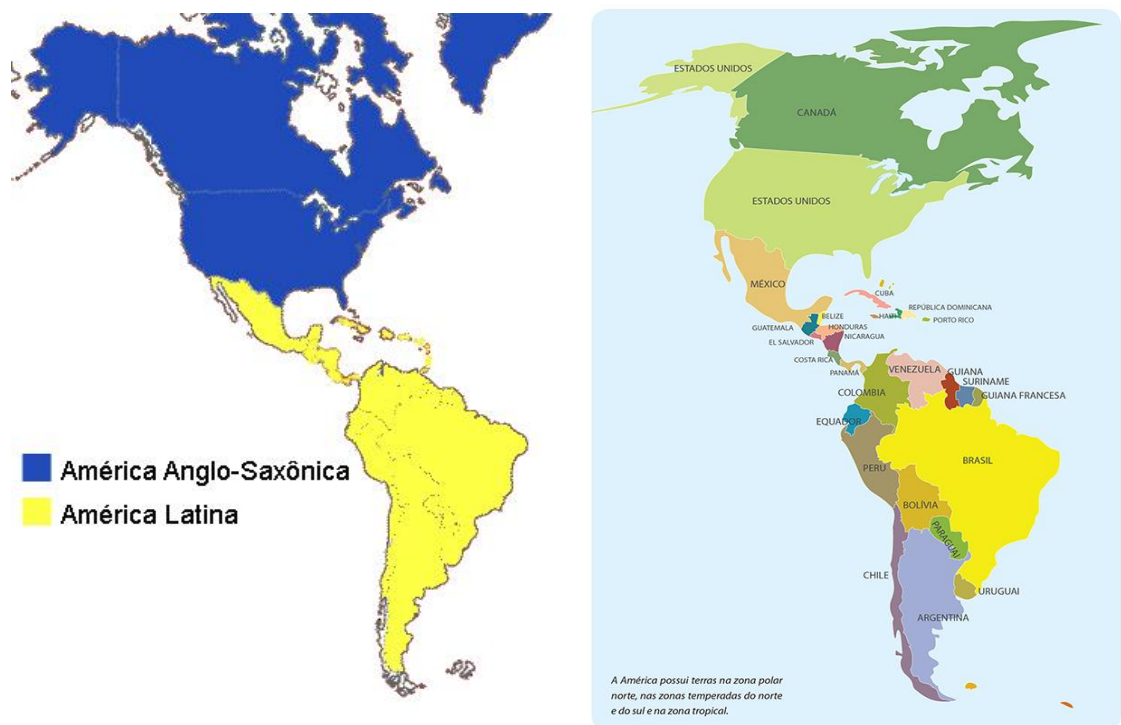 América Anglo-Saxônica
América Latina
ESTADOS UNIDOS
CANADÁ
ESTADOS UNIDOS
MÉXICO
CUBA
REPÚBLICA DOMINICANA
HAITI
PORTO RICO
BELIZE
GUATEMALA
HONDURAS
NICARAGUA
EL SALVADOR
COSTA RICA
PANAMÁ
VENEZUELA
GUIANA
SURINAME
GUIANA FRANCESA
COLOMBIA
EQUADOR
BRASIL
PERU
BOLÍVIA
PARAGUAI
CHILE
URUGUAI
ARGENTINA
A América possui terras na zona polar
norte, nas zonas temperadas do norte
e do sul e na zona tropical.